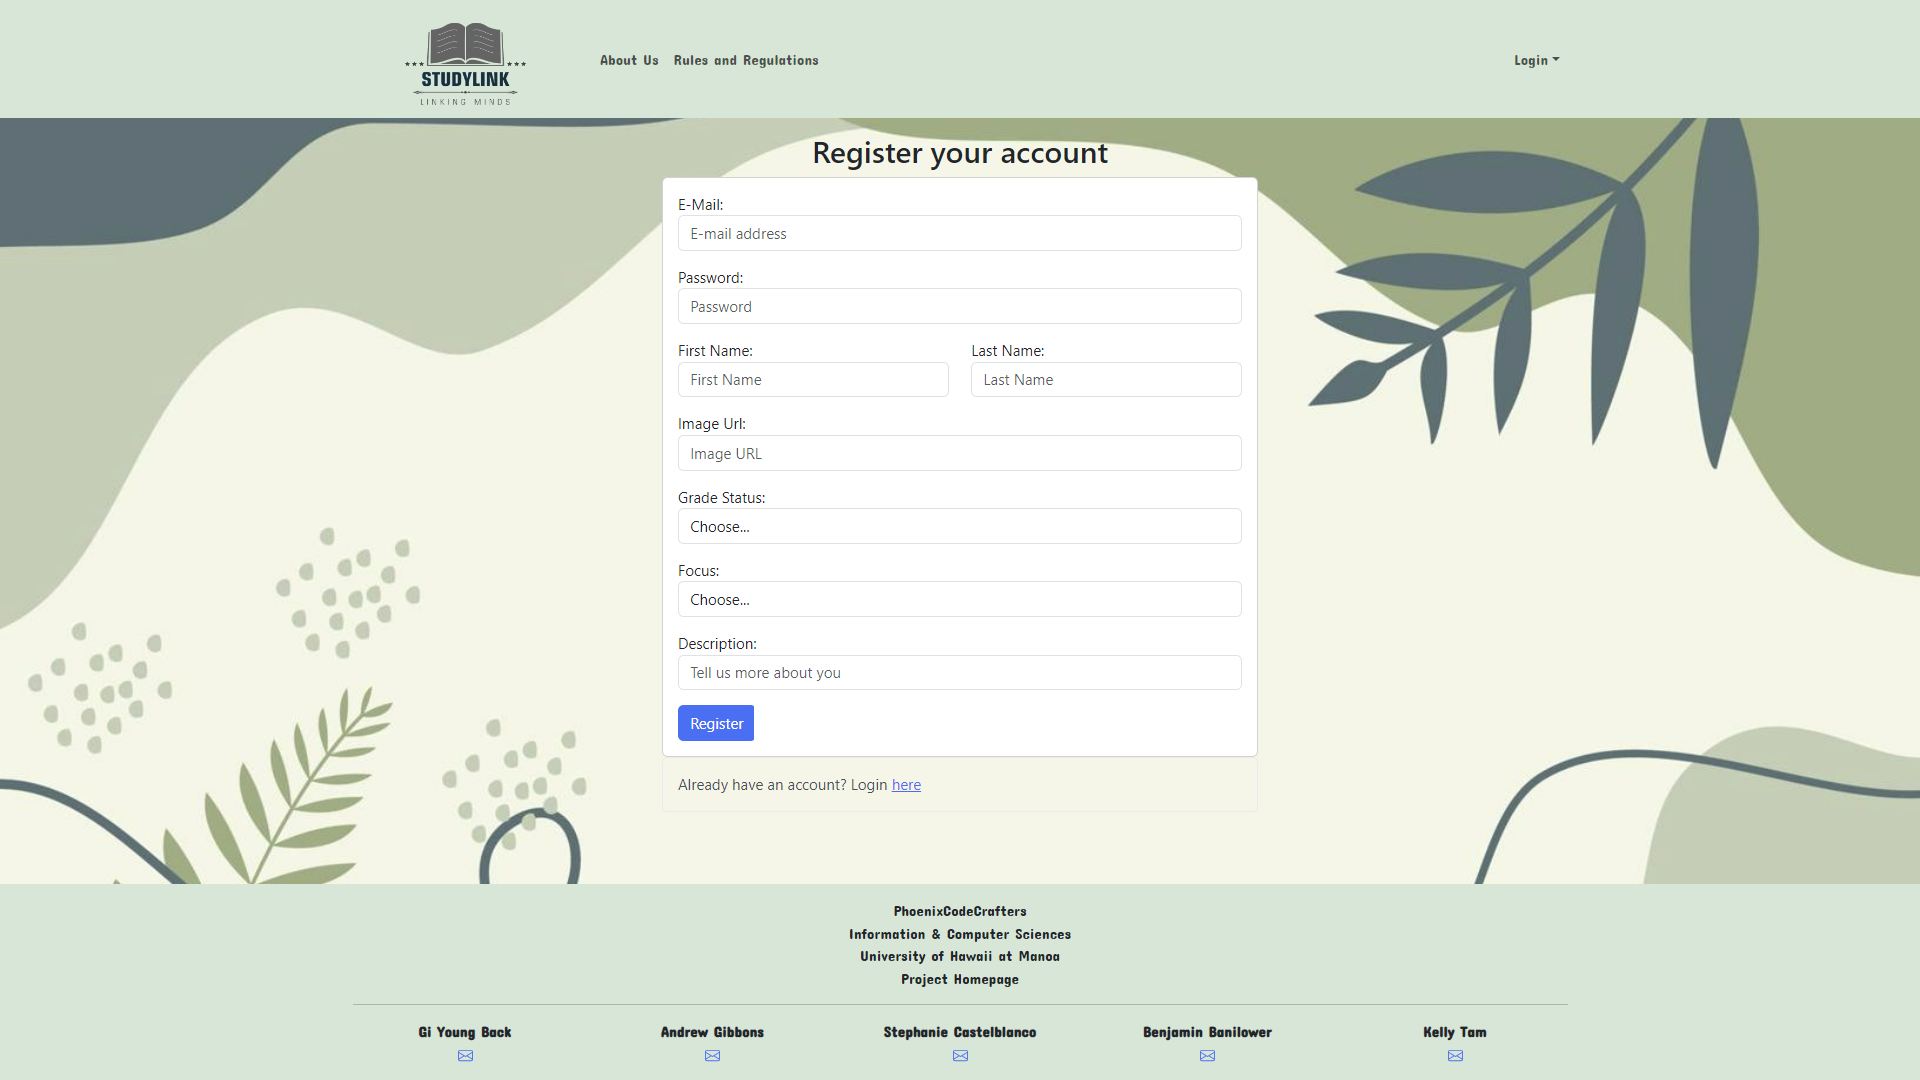 STUDYLINK
LINKING MINDS
About Us Rules and Regulations Login
Register your account
E-Mail:
E-mail address
Password:
Password
First Name: Last Name:
First Name Last Name
Image Url:
Image URL
Grade Status:
Choose...
Focus:
Choose...
Description:
Tell us more about you
Register
Already have an account? Login here
PhoenixCodeCrafters
Information & Computer Sciences
University of Hawaii at Manoa
Project Homepage
Gi Young Back Andrew Gibbons Stephanie Castelblanco Benjamin Banilower Kelly Tam